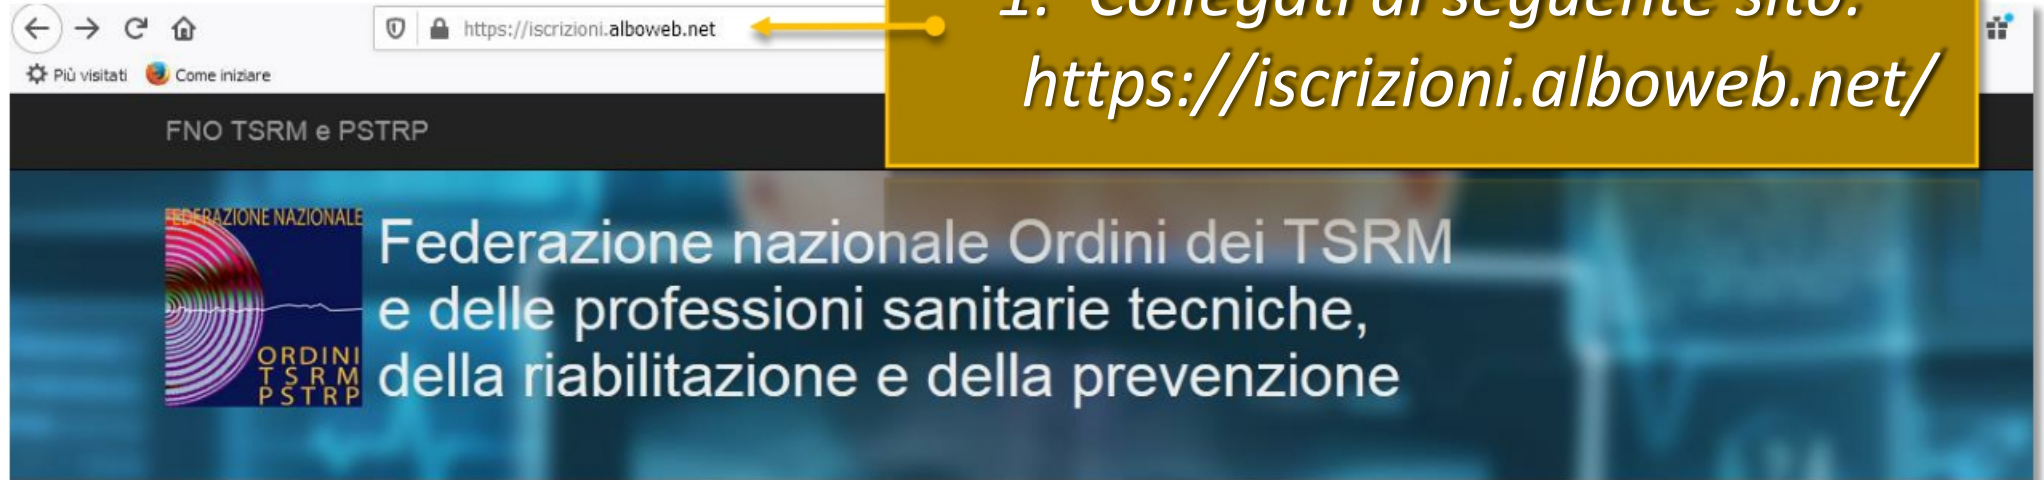 1. Collegati al seguente sito:
https://iscrizioni.alboweb.net/
https://iscrizioni.alboweb.net
Più visitati Come iniziare
FNO TSRM e PSTRP
FEDERAZIONE NAZIONALE
ORDINI
TSRM
PSTRP
Federazione nazionale Ordini dei TSRM
e delle professioni sanitarie tecniche,
della riabilitazione e della prevenzione